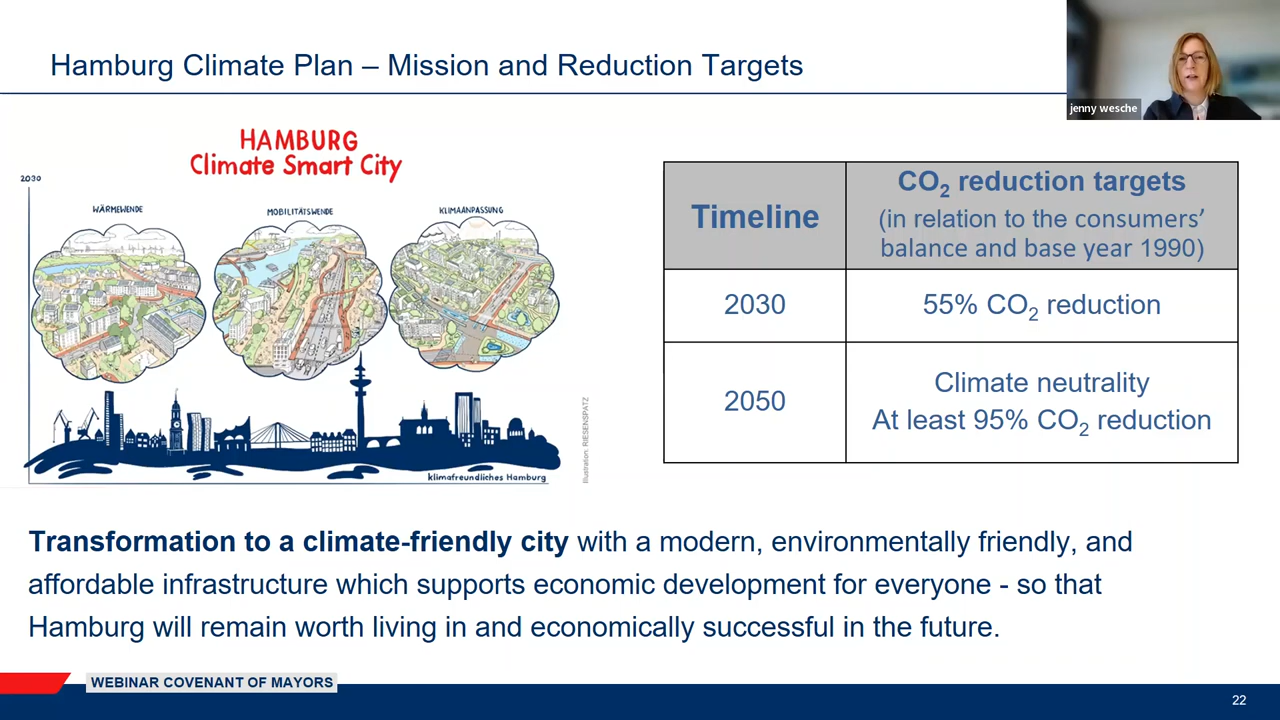 Hamburg Climate Plan – Mission and Reduction Targets
jenny wesche
HAMBURG
Climate Smart City
2030
WÄRMEWENDE
MOBILITÄTSWENDE
KLIMAANPASSUNG
klimafreundliches Hamburg
Illustration: RIESENSPATZ
Timeline
CO₂ reduction targets
(in relation to the consumers’
balance and base year 1990)
2030
55% CO₂ reduction
2050
Climate neutrality
At least 95% CO₂ reduction
Transformation to a climate-friendly city with a modern, environmentally friendly, and
affordable infrastructure which supports economic development for everyone - so that
Hamburg will remain worth living in and economically successful in the future.
WEBINAR COVENANT OF MAYORS
22